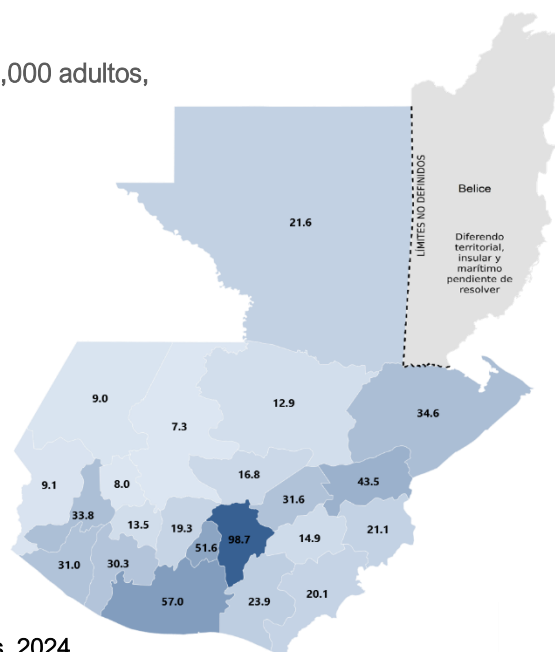 ,000 adultos,
21.6
LÍMITES NO DEFINIDOS
Belice
Diferendo
territorial,
insular y
marítimo
pendiente de
resolver
9.0
7.3
12.9
34.6
9.1
8.0
16.8
43.5
33.8
13.5
19.3
31.6
51.6
98.7
14.9
21.1
31.0
30.3
57.0
23.9
20.1
2024